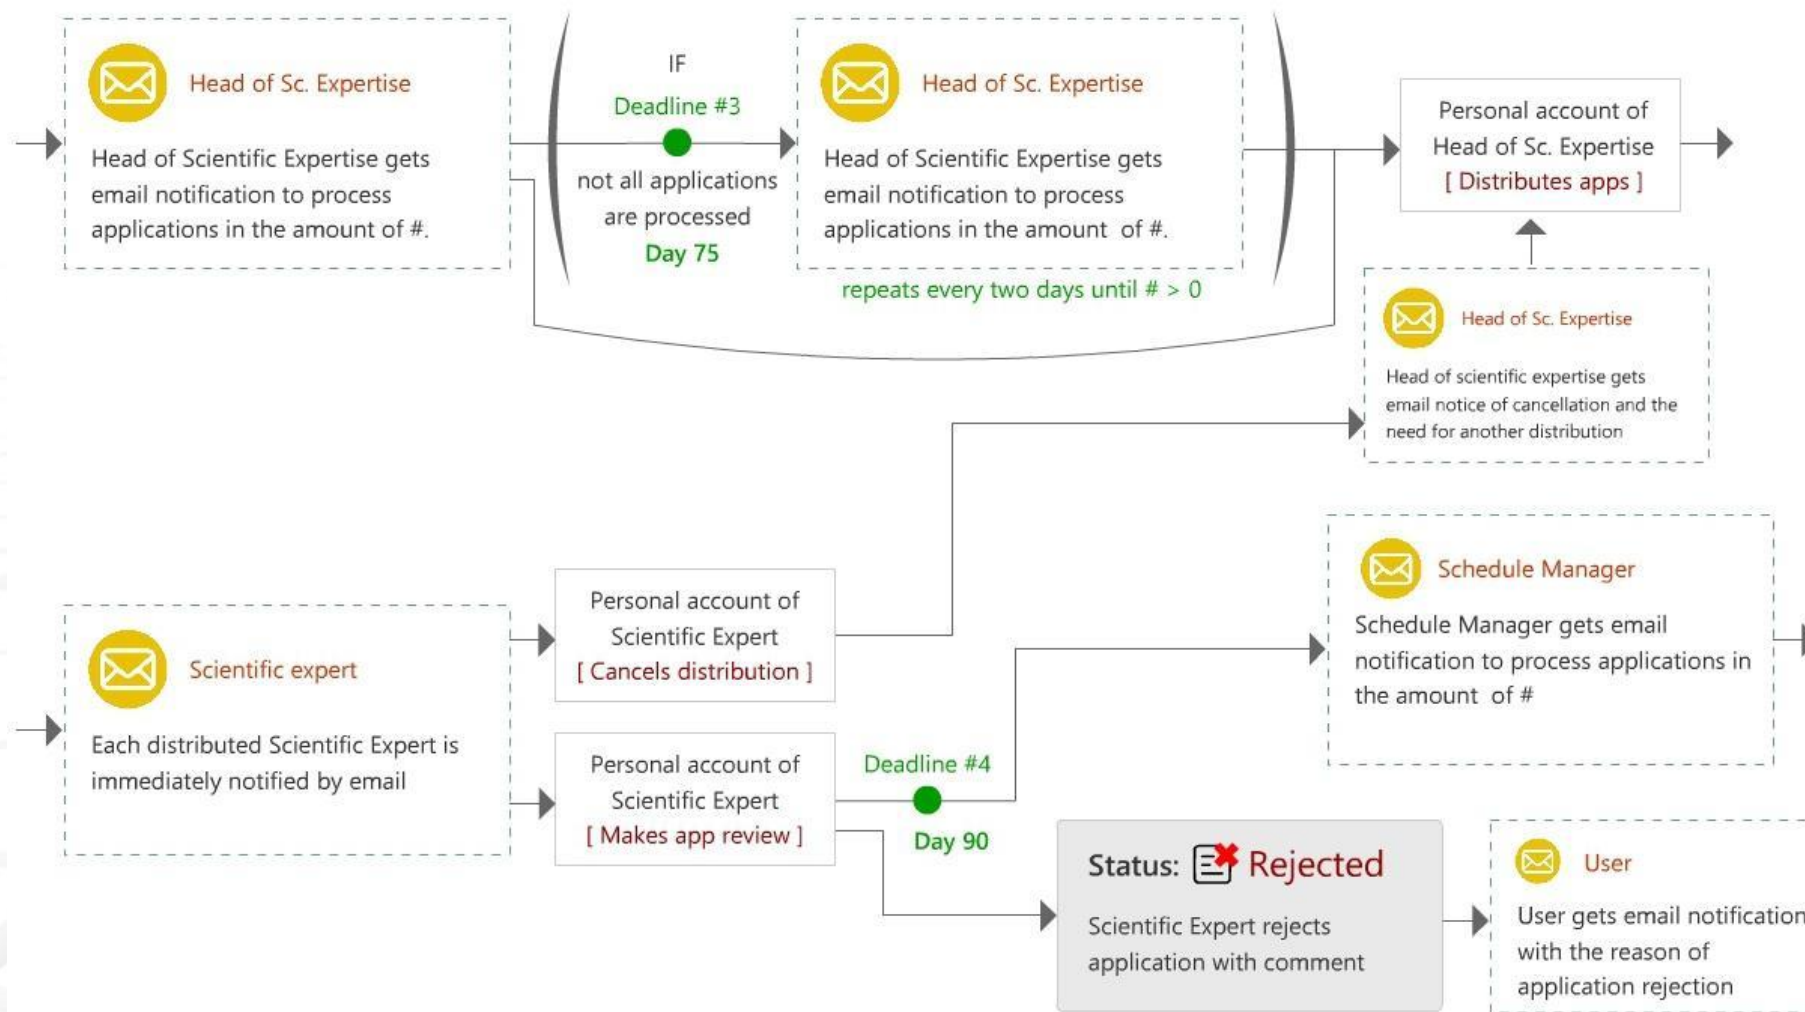 Head of Sc. Expertise
Head of Scientific Expertise gets
email notification to process
applications in the amount of #.
IF
Deadline #3
not all applications
are processed
Day 75
Head of Sc. Expertise
Head of Scientific Expertise gets
email notification to process
applications in the amount of #.
repeats every two days until # > 0
Personal account of
Head of Sc. Expertise
[ Distributes apps ]
Head of Sc. Expertise
Head of scientific expertise gets
email notice of cancellation and the
need for another distribution
Scientific expert
Each distributed Scientific Expert is
immediately notified by email
Personal account of
Scientific Expert
[ Cancels distribution ]
Personal account of
Scientific Expert
[ Makes app review ]
Deadline #4
Day 90
Schedule Manager
Schedule Manager gets email
notification to process applications in
the amount of #
Status: Rejected
Scientific Expert rejects
application with comment
User
User gets email notification
with the reason of
application rejection